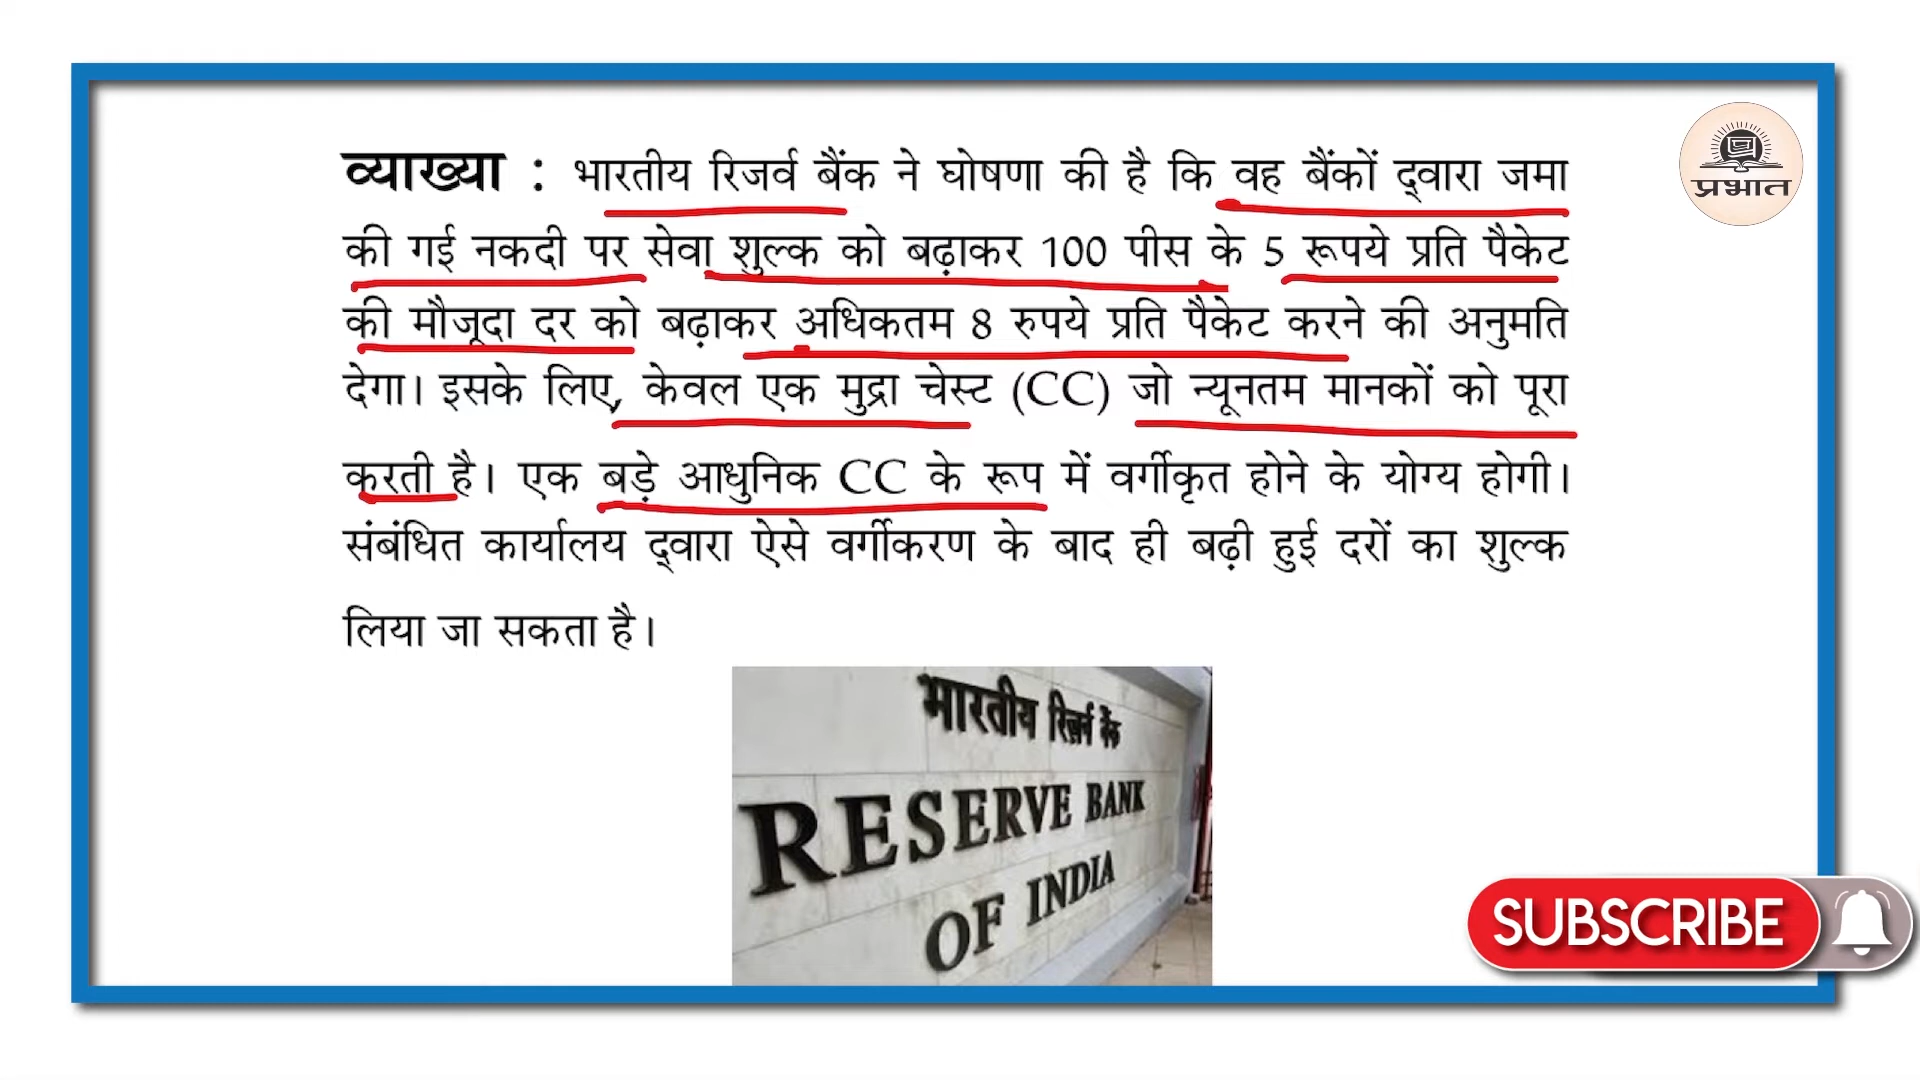 व्याख्या : भारतीय रिजर्व बैंक ने घोषणा की है कि वह बैंकों द्वारा जमा
की गई नकदी पर सेवा शुल्क को बढ़ाकर 100 पीस के 5 रूपये प्रति पैकेट
की मौजूदा दर को बढ़ाकर अधिकतम 8 रुपये प्रति पैकेट करने की अनुमति
देगा। इसके लिए, केवल एक मुद्रा चेस्ट (CC) जो न्यूनतम मानकों को पूरा
करती है। एक बड़े आधुनिक CC के रूप में वर्गीकृत होने के योग्य होगी।
संबंधित कार्यालय द्वारा ऐसे वर्गीकरण के बाद ही बढ़ी हुई दरों का शुल्क
लिया जा सकता है।
प्रभात
भारतीय रिज़र्व बैंक
RESERVE BANK
OF INDIA
SUBSCRIBE